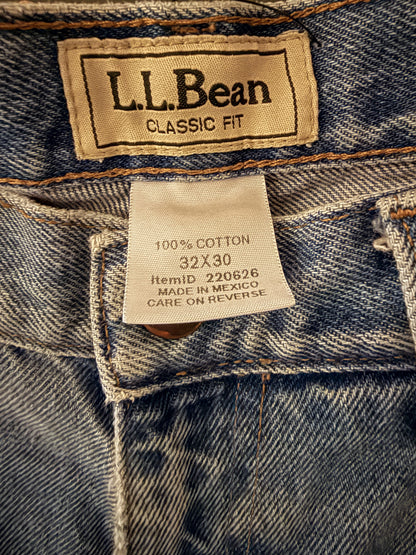 L.L.Bean
CLASSIC FIT
100% COTTON
32X30
ItemID 220626
MADE IN MEXICO
CARE ON REVERSE